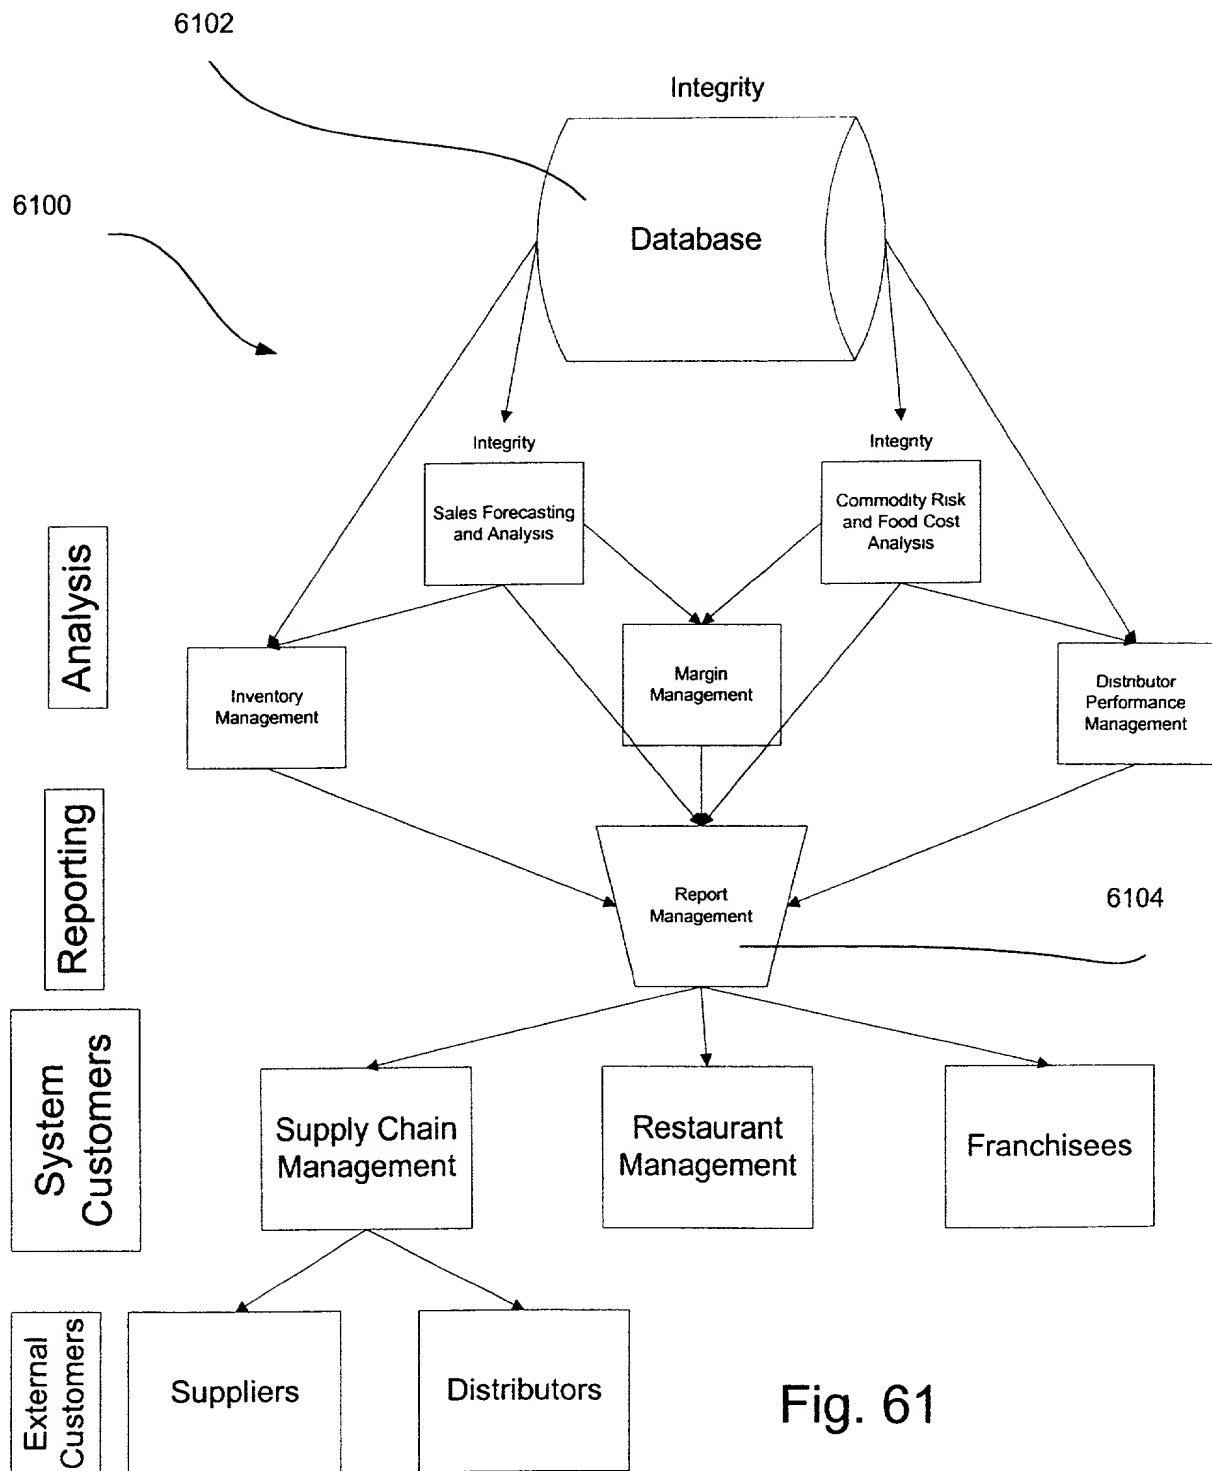 6102
Integrity
6100
Database
Integrity
Integrity
Sales Forecasting
and Analysis
Commodity Risk
and Food Cost
Analysis
Analysis
Inventory
Management
Margin
Management
Distributor
Performance
Management
Reporting
Report
Management
6104
System
Customers
Supply Chain
Management
Restaurant
Management
Franchisees
External
Customers
Suppliers
Distributors
Fig. 61